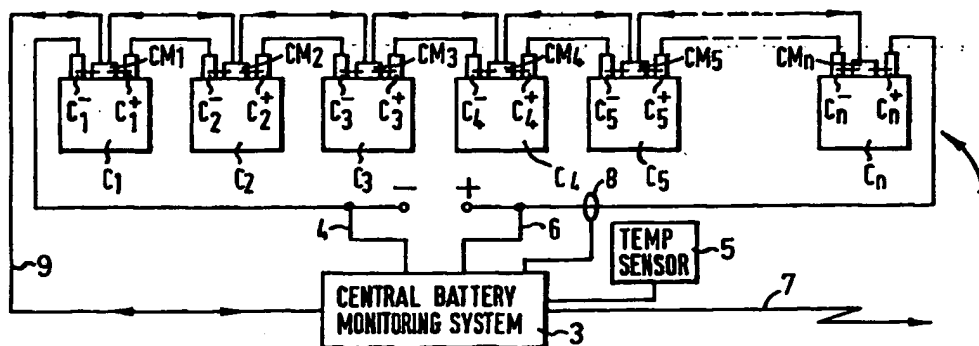 CM1 CM2 CM3 CM4 CM5 CMn
C1- C1+ C2- C2+ C3- C3+ C4- C4+ C5- C5+ Cn- Cn+
C1 C2 C3 C4 C5 Cn
- + 8
4 6 TEMP SENSOR 5
9
CENTRAL BATTERY
MONITORING SYSTEM 3
7